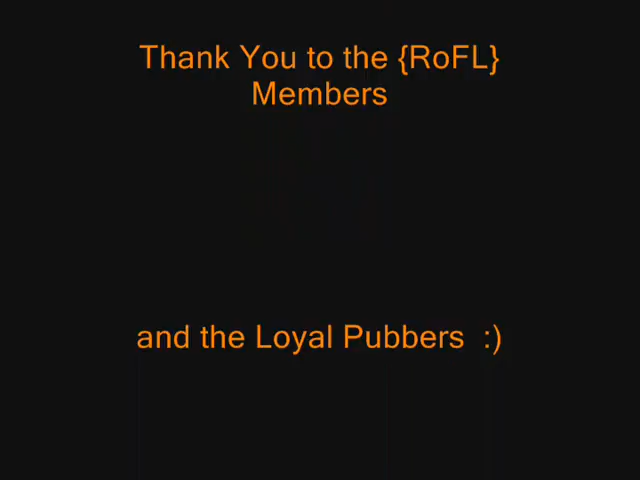 Thank You to the {RoFL}
Members
and the Loyal Pubbers :)